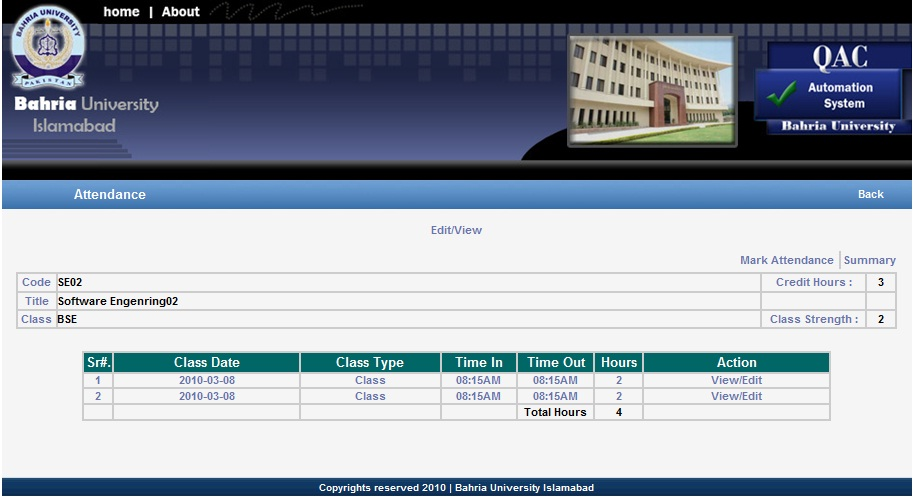 home | About
BAHRIA UNIVERSITY
PAKISTAN
Bahria University
Islamabad
QAC
Automation
System
Bahria University
Attendance Back
Edit/View
Mark Attendance Summary
Code SE02 Credit Hours : 3
Title Software Engenring02
Class BSE Class Strength : 2
Sr#. Class Date Class Type Time In Time Out Hours Action
1 2010-03-08 Class 08:15AM 08:15AM 2 View/Edit
2 2010-03-08 Class 08:15AM 08:15AM 2 View/Edit
Total Hours 4
Copyrights reserved 2010 | Bahria University Islamabad